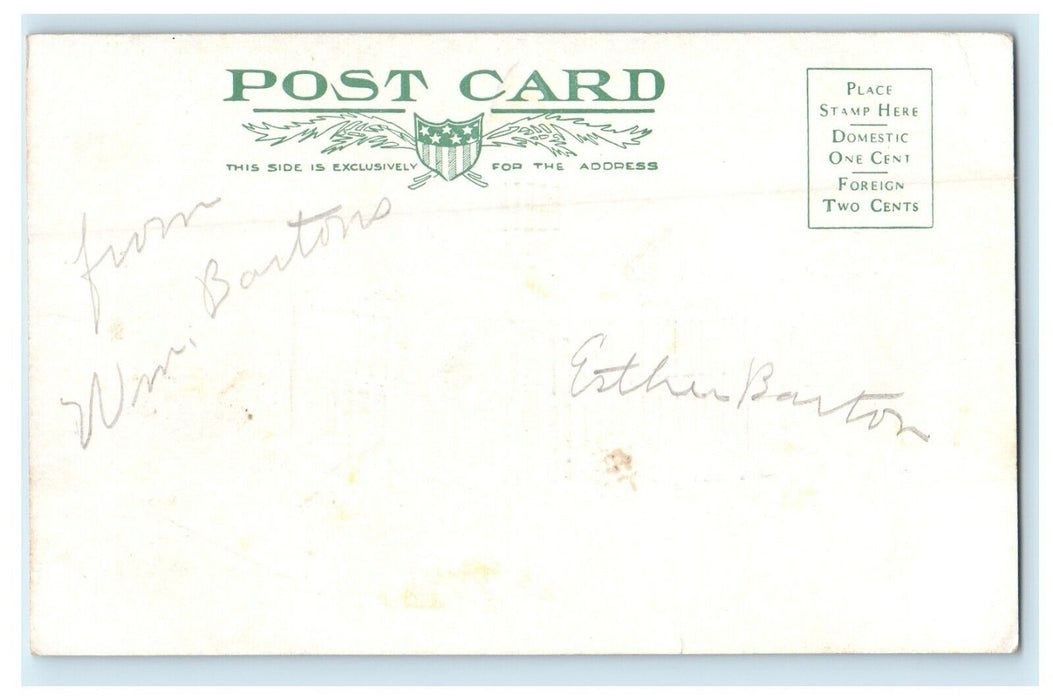 POST CARD
THIS SIDE IS EXCLUSIVELY FOR THE ADDRESS
PLACE
STAMP HERE
DOMESTIC
ONE CENT
FOREIGN
TWO CENTS
from
Wm. Bartons
Esther Barton